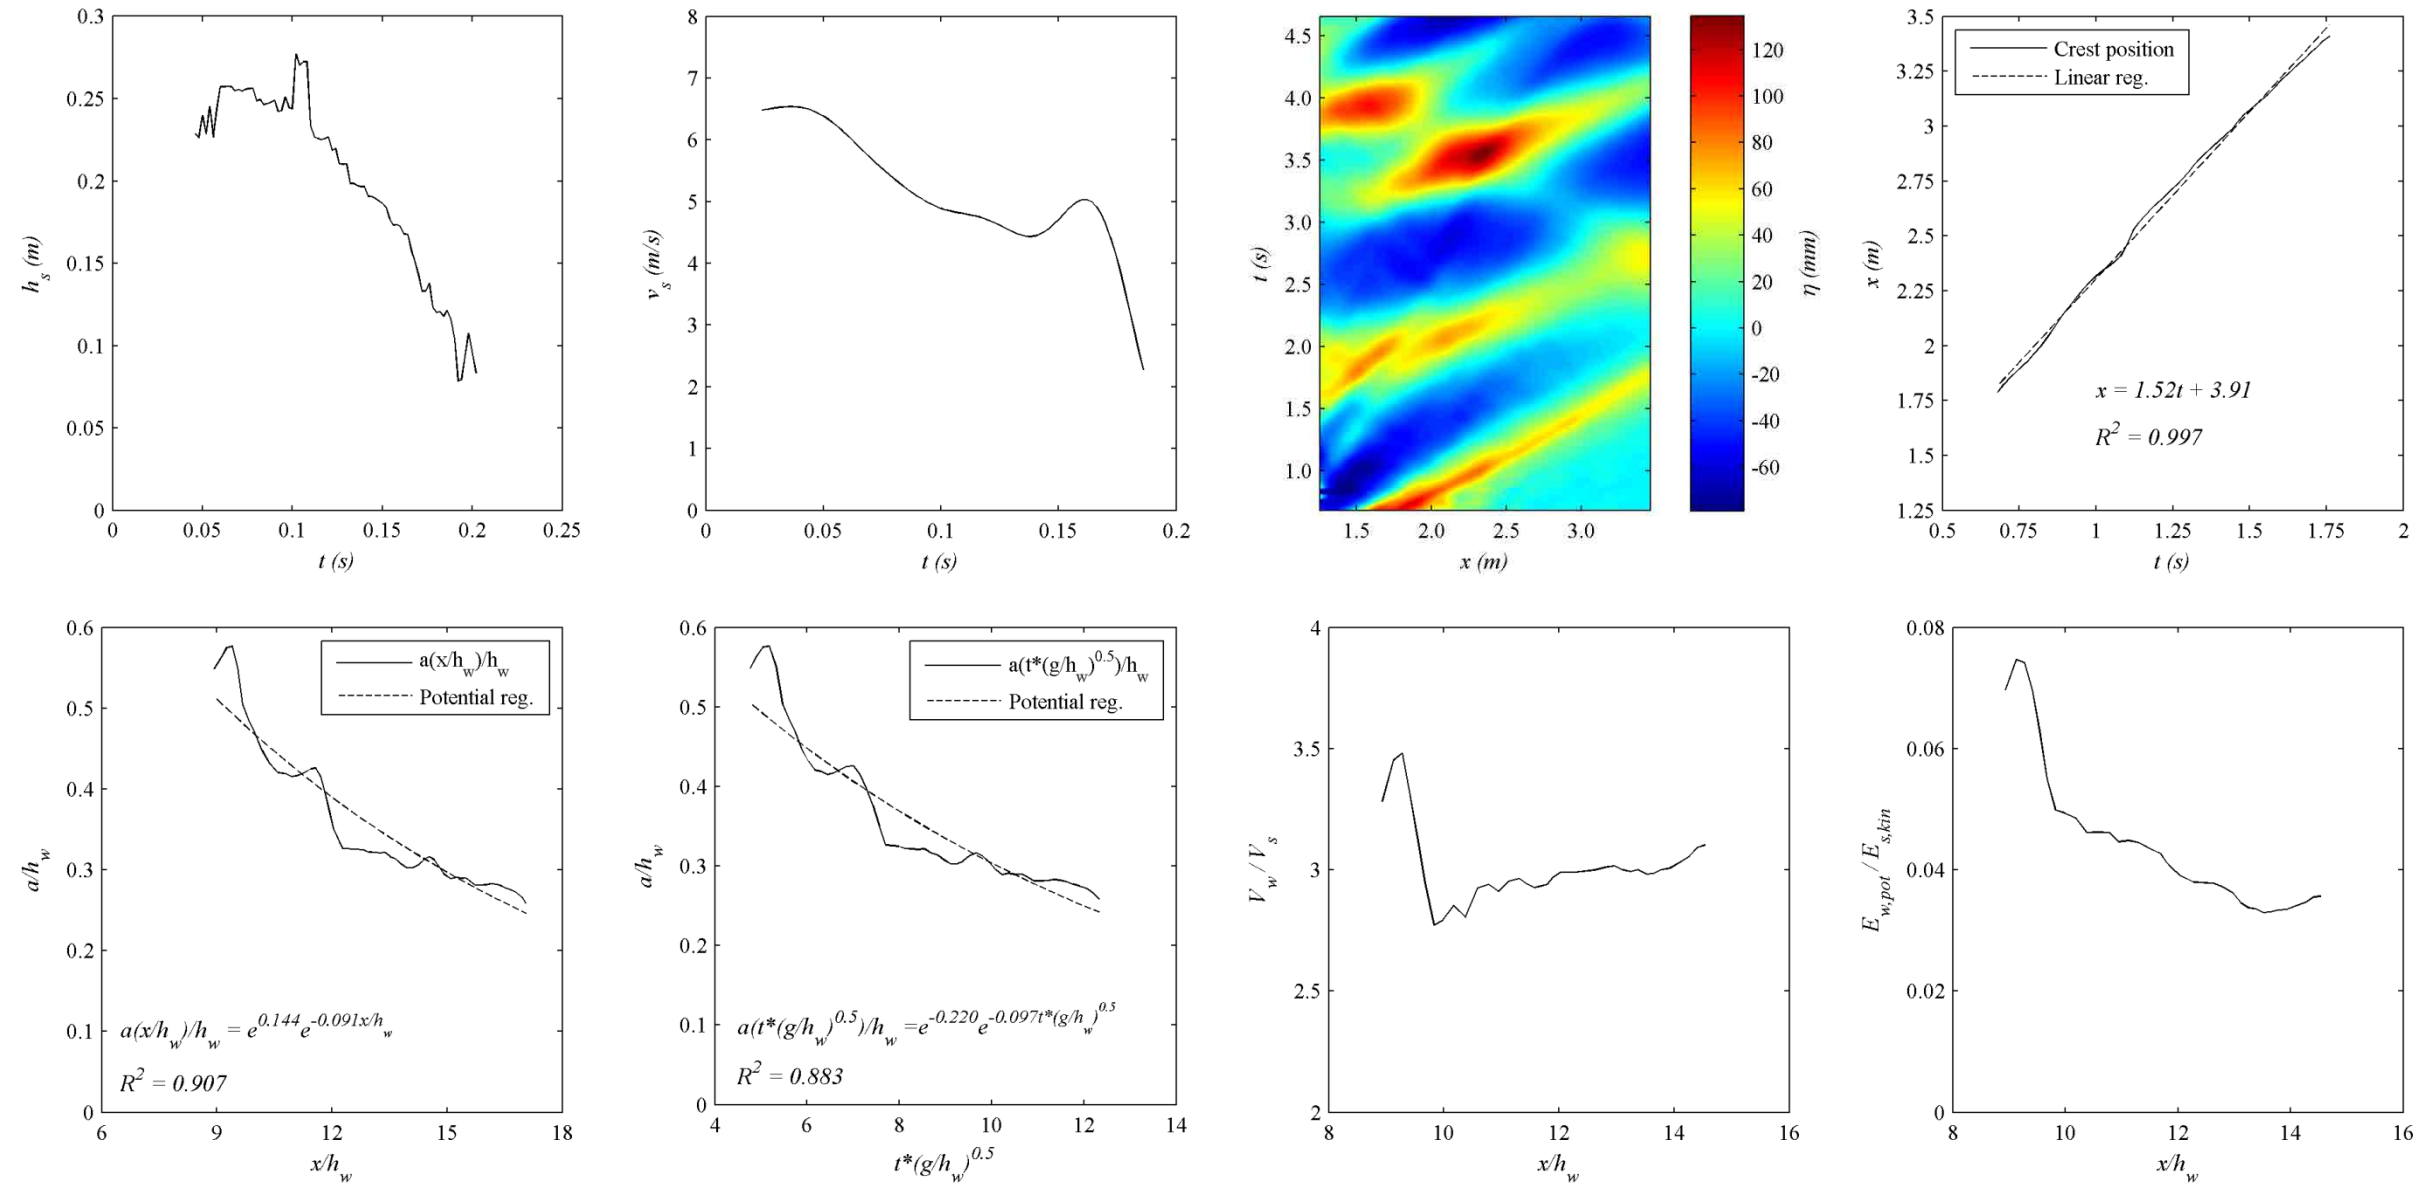 0.3
0.25
0.2
0.15
0.1
0.05
0
h_s (m)
0 0.05 0.1 0.15 0.2 0.25
t (s)
8
7
6
5
4
3
2
1
0
v_s (m/s)
0 0.05 0.1 0.15 0.2
t (s)
4.5
4.0
3.5
3.0
2.5
2.0
1.5
1.0
t (s)
1.5 2.0 2.5 3.0
x (m)
120
100
80
60
40
20
0
-20
-40
-60
η (mm)
3.5
3.25
3
2.75
2.5
2.25
2
1.75
1.5
1.25
x (m)
Crest position
Linear reg.
x = 1.52t + 3.91
R^2 = 0.997
0.5 0.75 1 1.25 1.5 1.75 2
t (s)
0.6
0.5
0.4
0.3
0.2
0.1
0
a/h_w
a(x/h_w)/h_w
Potential reg.
a(x/h_w)/h_w = e^0.144 e^-0.091x/h_w
R^2 = 0.907
6 9 12 15 18
x/h_w
0.6
0.5
0.4
0.3
0.2
0.1
0
a/h_w
a(t*(g/h_w)^0.5)/h_w
Potential reg.
a(t*(g/h_w)^0.5)/h_w =e^-0.220 e^-0.097t*(g/h_w)^0.5
R^2 = 0.883
4 6 8 10 12 14
t*(g/h_w)^0.5
4
3.5
3
2.5
2
V_w / V_s
8 10 12 14 16
x/h_w
0.08
0.06
0.04
0.02
0
E_w,pot / E_s,kin
8 10 12 14 16
x/h_w